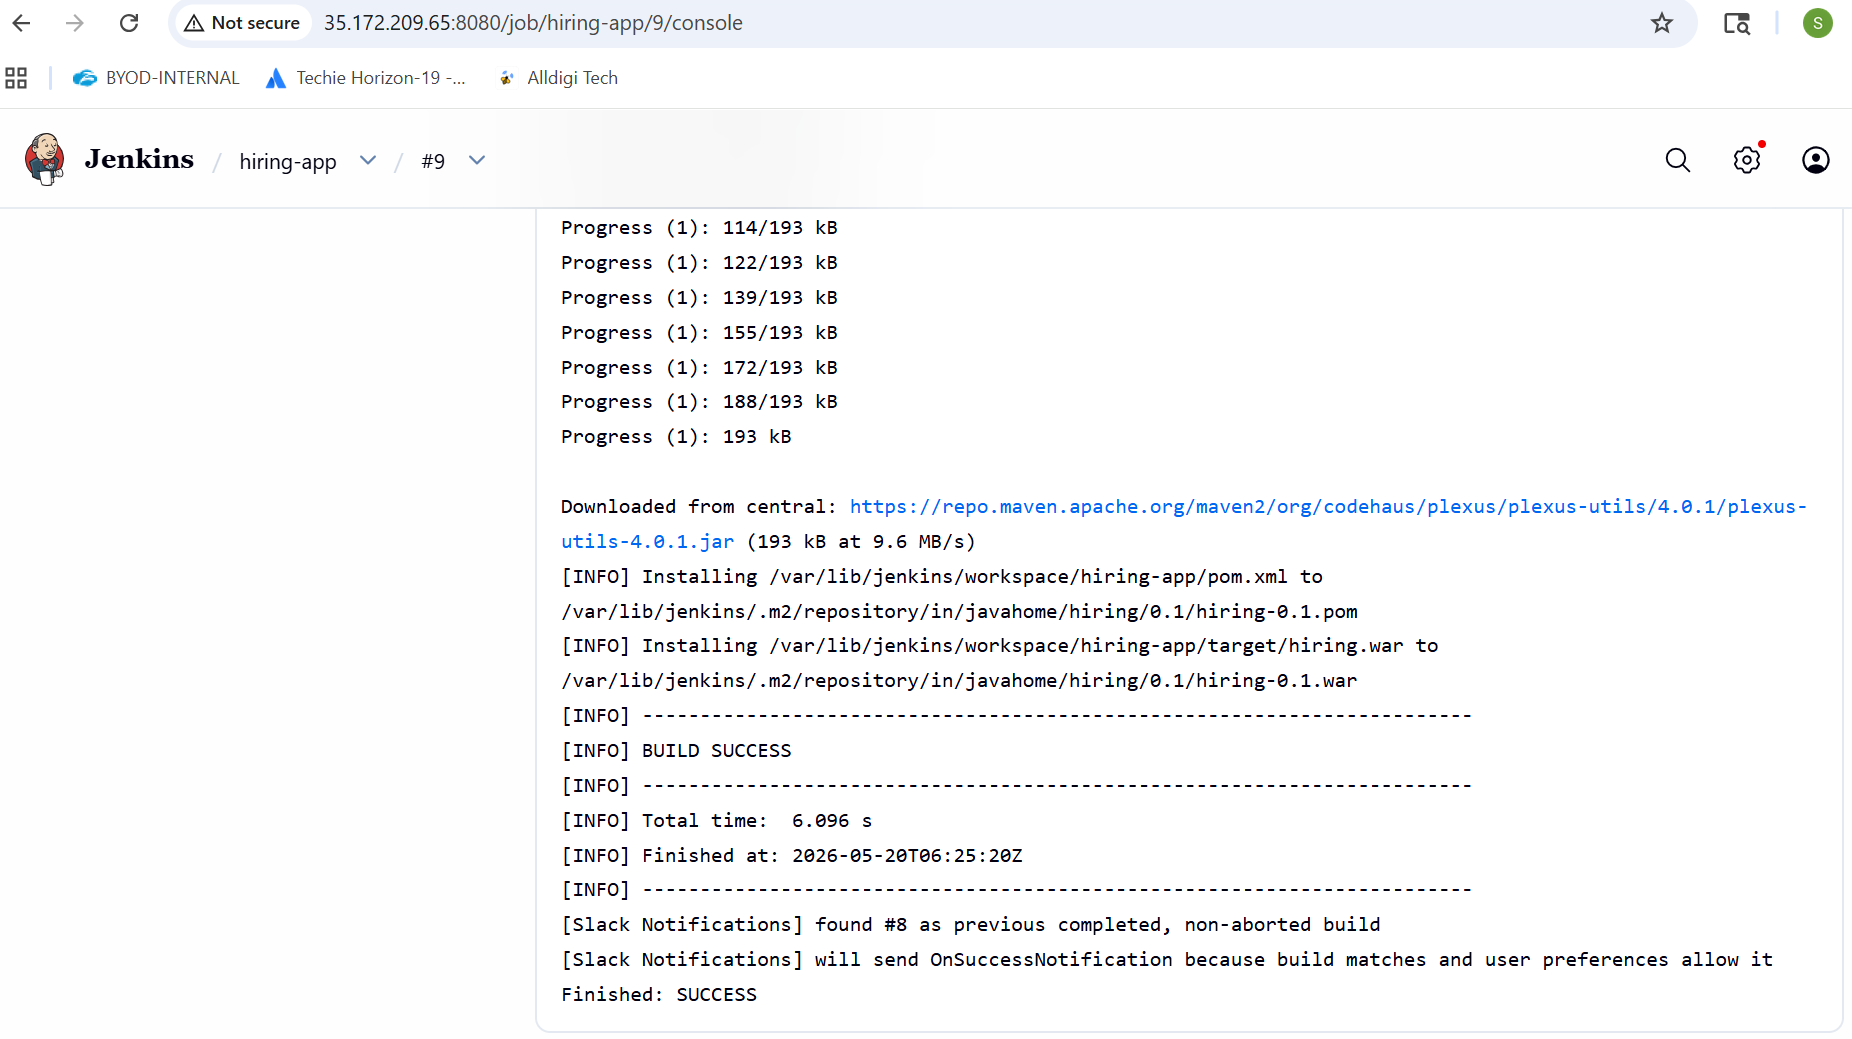 Not secure 35.172.209.65:8080/job/hiring-app/9/console S
BYOD-INTERNAL Techie Horizon-19 -... Alldigi Tech
Jenkins / hiring-app / #9
Progress (1): 114/193 kB
Progress (1): 122/193 kB
Progress (1): 139/193 kB
Progress (1): 155/193 kB
Progress (1): 172/193 kB
Progress (1): 188/193 kB
Progress (1): 193 kB
Downloaded from central: https://repo.maven.apache.org/maven2/org/codehaus/plexus/plexus-utils/4.0.1/plexus-
utils-4.0.1.jar (193 kB at 9.6 MB/s)
[INFO] Installing /var/lib/jenkins/workspace/hiring-app/pom.xml to
/var/lib/jenkins/.m2/repository/in/javahome/hiring/0.1/hiring-0.1.pom
[INFO] Installing /var/lib/jenkins/workspace/hiring-app/target/hiring.war to
/var/lib/jenkins/.m2/repository/in/javahome/hiring/0.1/hiring-0.1.war
[INFO] ------------------------------------------------------------------------
[INFO] BUILD SUCCESS
[INFO] ------------------------------------------------------------------------
[INFO] Total time:  6.096 s
[INFO] Finished at: 2026-05-20T06:25:20Z
[INFO] ------------------------------------------------------------------------
[Slack Notifications] found #8 as previous completed, non-aborted build
[Slack Notifications] will send OnSuccessNotification because build matches and user preferences allow it
Finished: SUCCESS